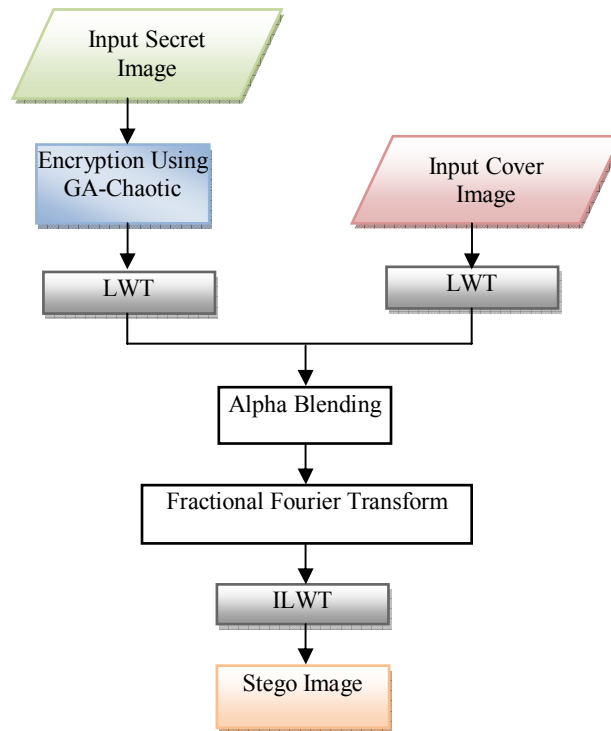 Input Secret
Image
Encryption Using
GA-Chaotic
Input Cover
Image
LWT
LWT
Alpha Blending
Fractional Fourier Transform
ILWT
Stego Image